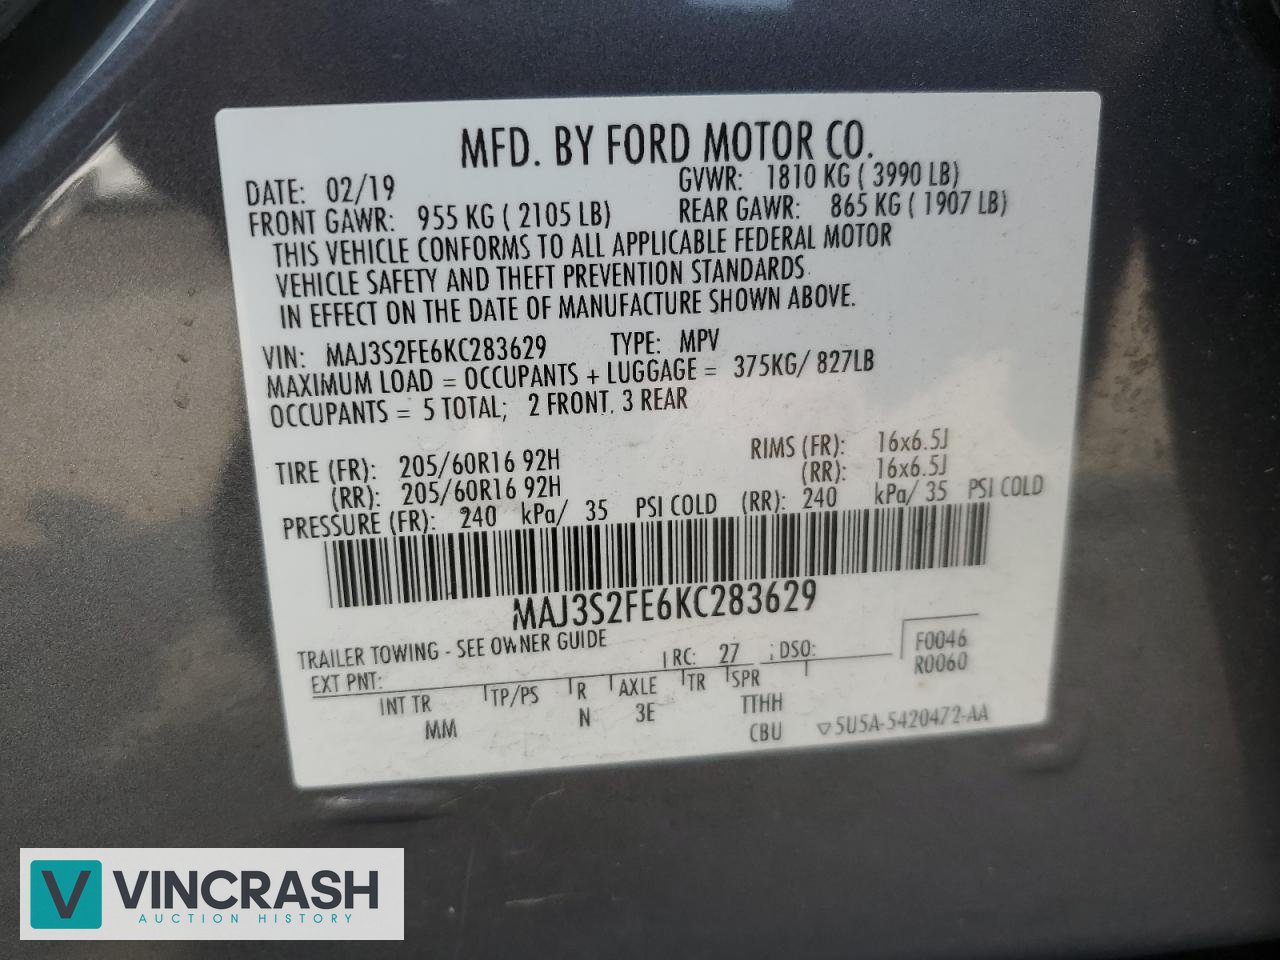 MFD. BY FORD MOTOR CO.
DATE: 02/19 GVWR: 1810 KG ( 3990 LB)
FRONT GAWR: 955 KG ( 2105 LB) REAR GAWR: 865 KG ( 1907 LB)
THIS VEHICLE CONFORMS TO ALL APPLICABLE FEDERAL MOTOR
VEHICLE SAFETY AND THEFT PREVENTION STANDARDS
IN EFFECT ON THE DATE OF MANUFACTURE SHOWN ABOVE.
VIN: MAJ3S2FE6KC283629 TYPE: MPV
MAXIMUM LOAD = OCCUPANTS + LUGGAGE = 375KG/ 827LB
OCCUPANTS = 5 TOTAL; 2 FRONT, 3 REAR
TIRE (FR): 205/60R16 92H RIMS (FR): 16x6.5J
(RR): 205/60R16 92H (RR): 16x6.5J
PRESSURE (FR): 240 kPa/ 35 PSI COLD (RR): 240 kPa/ 35 PSI COLD
MAJ3S2FE6KC283629
TRAILER TOWING - SEE OWNER GUIDE
EXT PNT: RC: 27 DSO: F0046
R0060
INT TR TP/PS R AXLE TR SPR
MM N 3E TTHH
CBU ▽5U5A-5420472-AA
V VINCRASH
AUCTION HISTORY